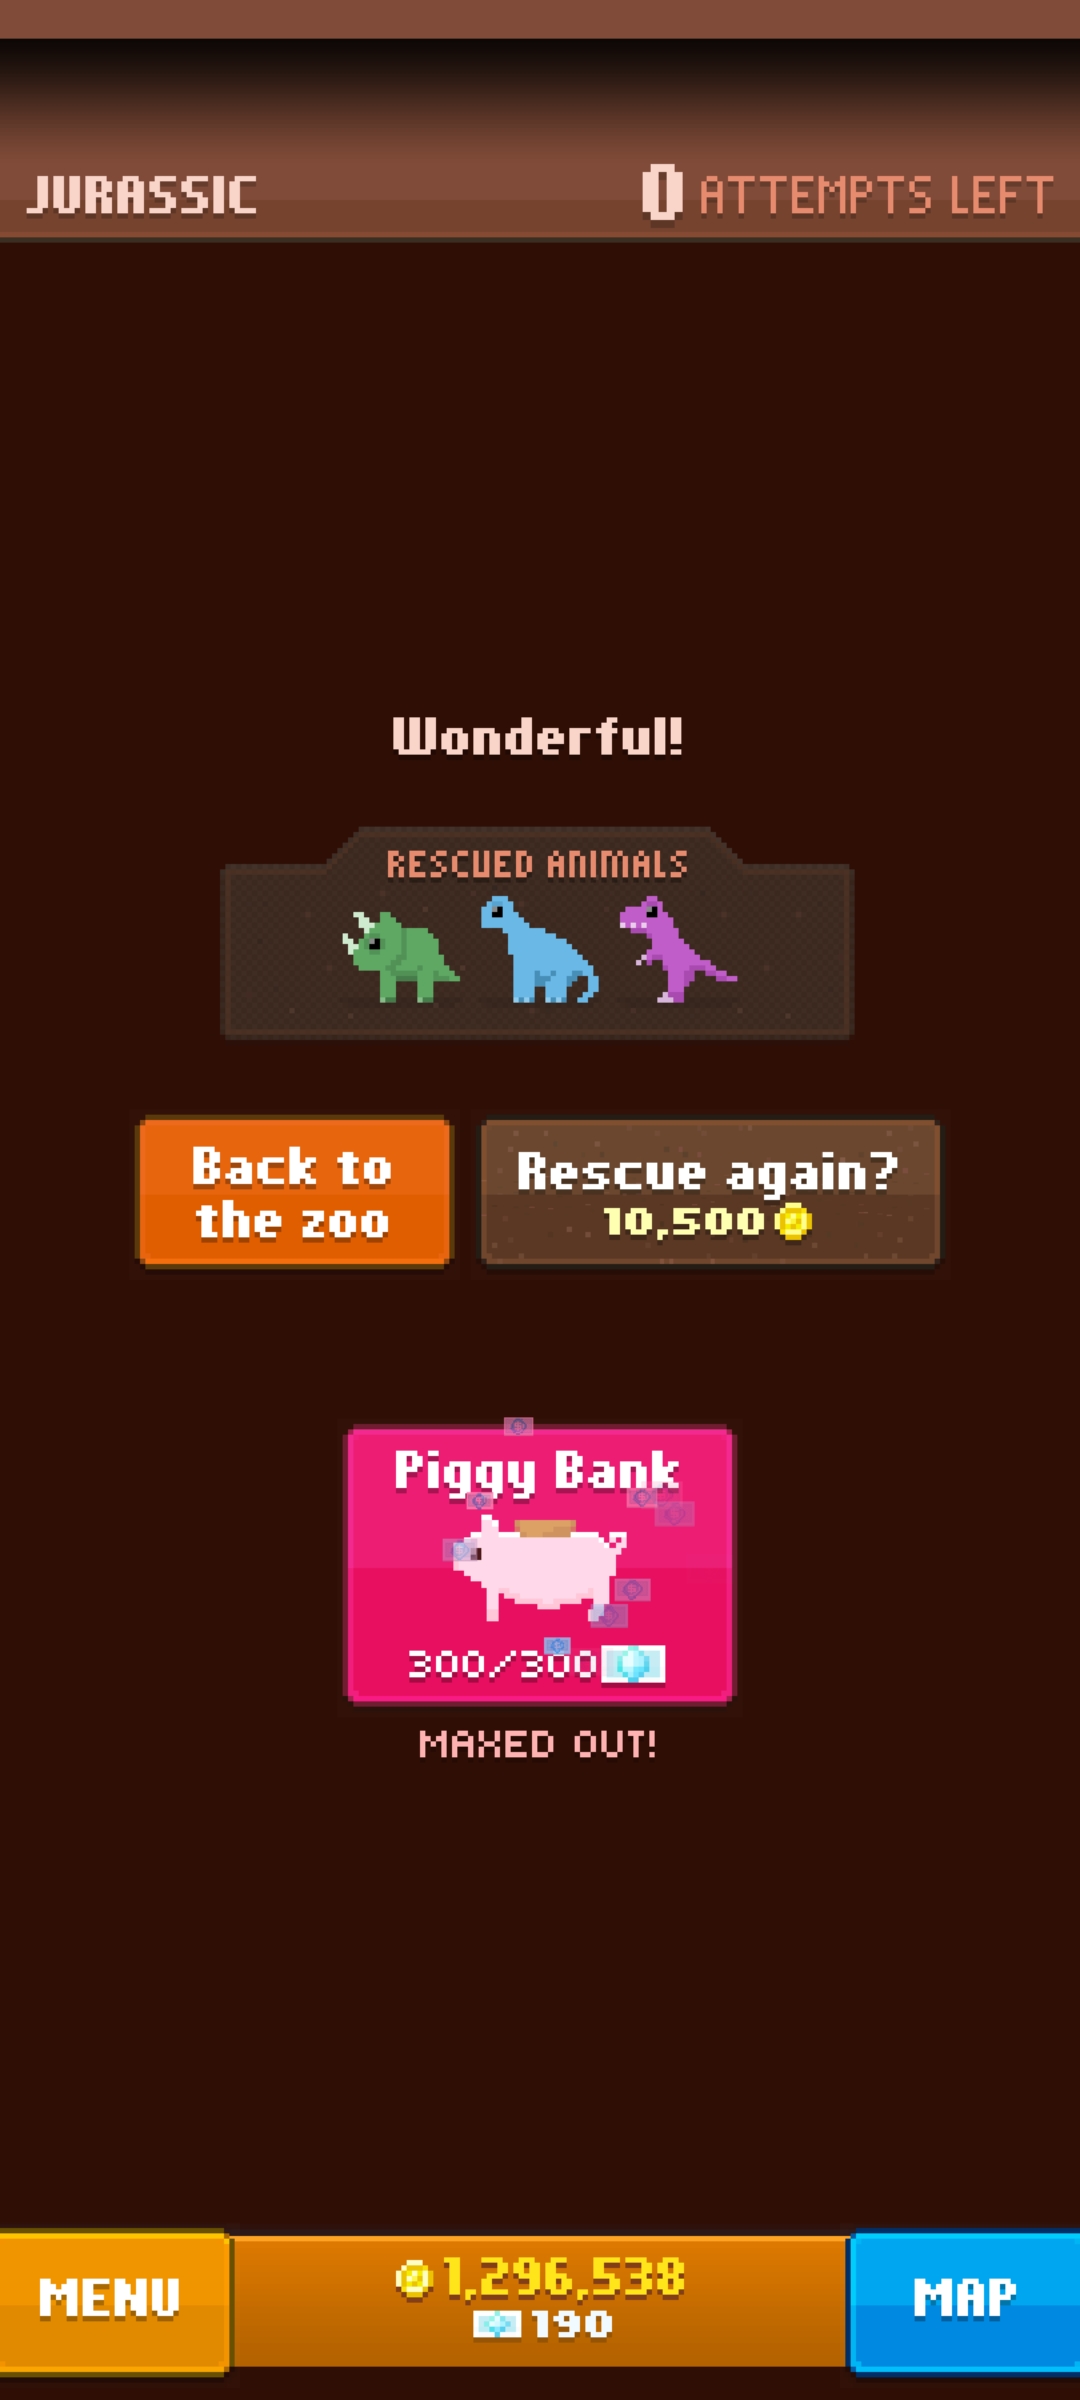 JURASSIC
0 ATTEMPTS LEFT
Wonderful!
RESCUED ANIMALS
Back to
the zoo
Rescue again?
10,500
Piggy Bank
300/300
MAXED OUT!
MENU
1,296,538
190
MAP